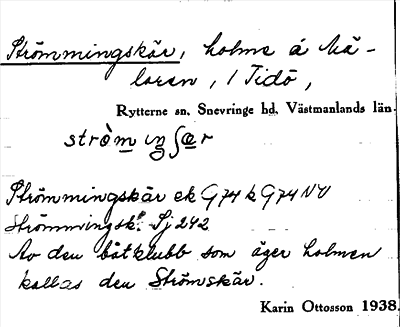 Strömmingskär, holme å Mä-
laren, / Tidö,
Rytterne sn. Snevringe hd. Västmanlands län.
Strömmingskär ek G74 k G74 NV
Strömmingsk. Sj 242
Av den båtklubb som äger holmen
kallas den Strömskär.
Karin Ottosson 1938.